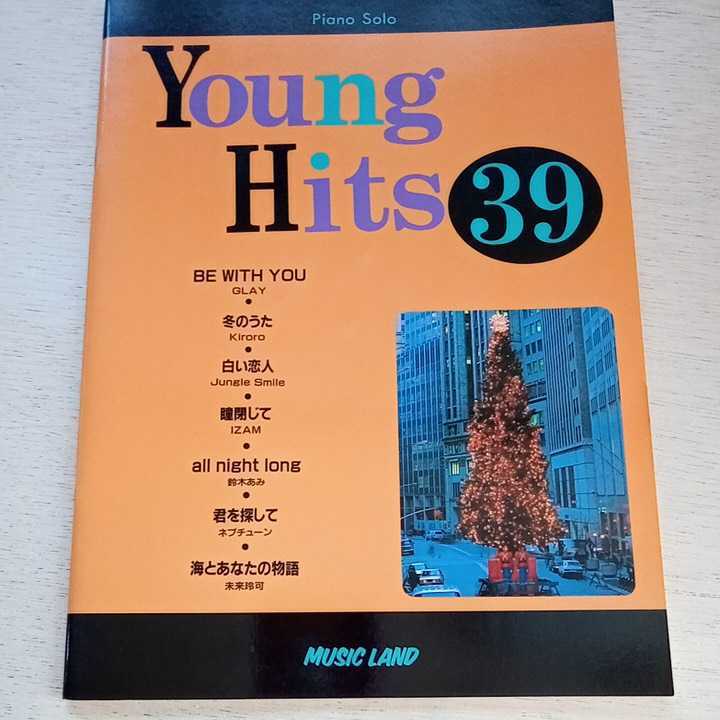 Piano Solo
Young
Hits 39
BE WITH YOU
GLAY
冬のうた
Kiroro
白い恋人
Jungle Smile
瞳閉じて
IZAM
all night long
鈴木あみ
君を探して
ネプチューン
海とあなたの物語
未来玲可
MUSIC LAND